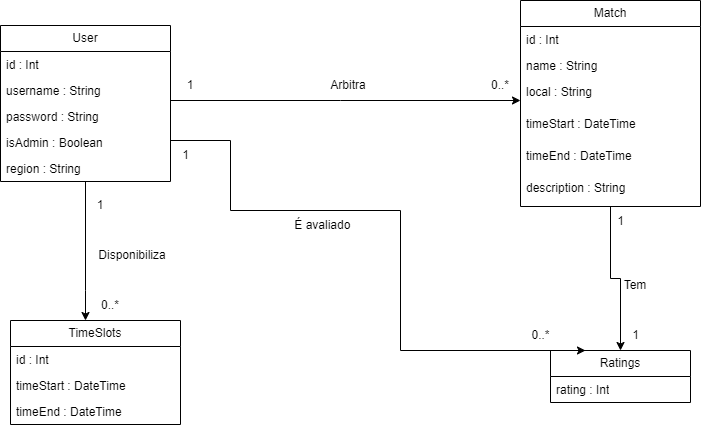 User
id : Int
username : String
password : String
isAdmin : Boolean
region : String
1
Arbitra
0..*
Match
id : Int
name : String
local : String
timeStart : DateTime
timeEnd : DateTime
description : String
1
É avaliado
0..*
1
Disponibiliza
0..*
1
Tem
1
TimeSlots
id : Int
timeStart : DateTime
timeEnd : DateTime
Ratings
rating : Int